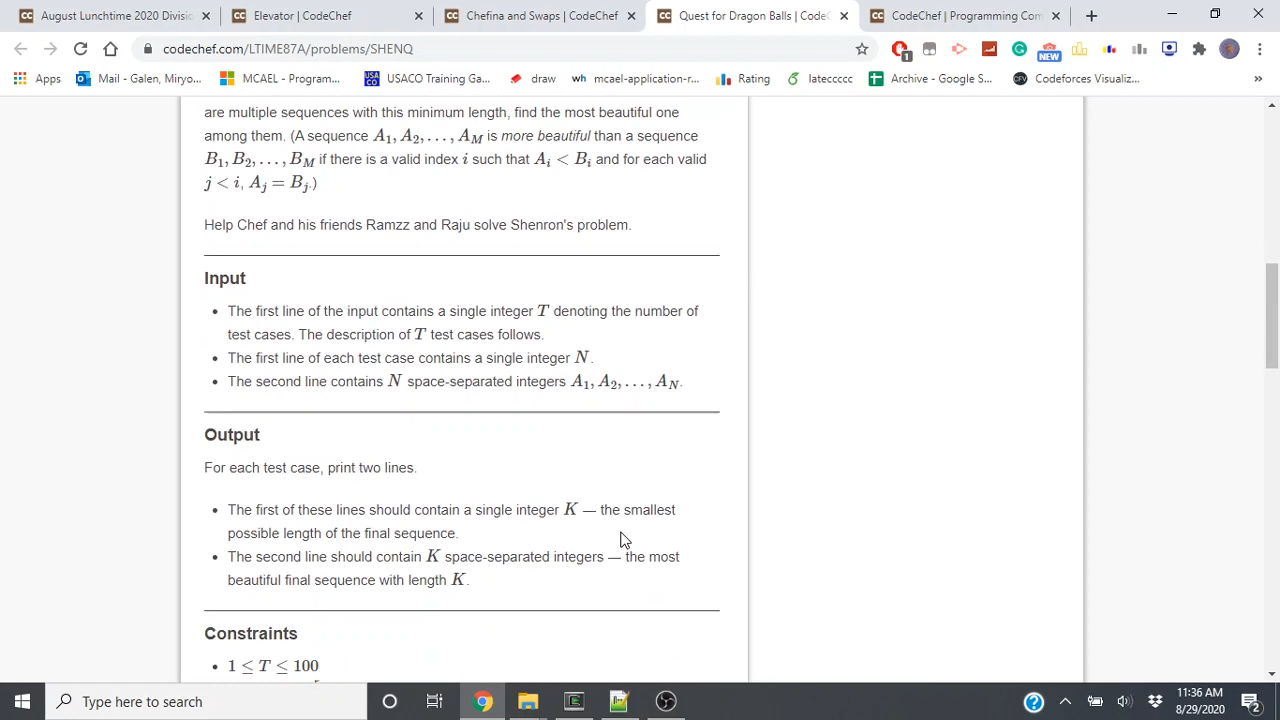 August Lunchtime 2020 Divisio
Elevator | CodeChef
Chefina and Swaps | CodeChef
Quest for Dragon Balls | CodeC
CodeChef | Programming Com
codechef.com/LTIME87A/problems/SHENQ
Apps
Mail - Galen, Miryo...
MCAEL - Program...
USACO Training Ga...
draw
mcael-application-r...
Rating
lateccccc
Archive - Google S...
Codeforces Visualiz...
are multiple sequences with this minimum length, find the most beautiful one
among them. (A sequence A₁, A₂, …, A_M is more beautiful than a sequence
B₁, B₂, …, B_M if there is a valid index i such that A_i < B_i and for each valid
j < i, A_j = B_j.)
Help Chef and his friends Ramzz and Raju solve Shenron's problem.
Input
• The first line of the input contains a single integer T denoting the number of
test cases. The description of T test cases follows.
• The first line of each test case contains a single integer N.
• The second line contains N space-separated integers A₁, A₂, …, A_N.
Output
For each test case, print two lines.
• The first of these lines should contain a single integer K — the smallest
possible length of the final sequence.
• The second line should contain K space-separated integers — the most
beautiful final sequence with length K.
Constraints
• 1 ≤ T ≤ 100
Type here to search
11:36 AM
8/29/2020